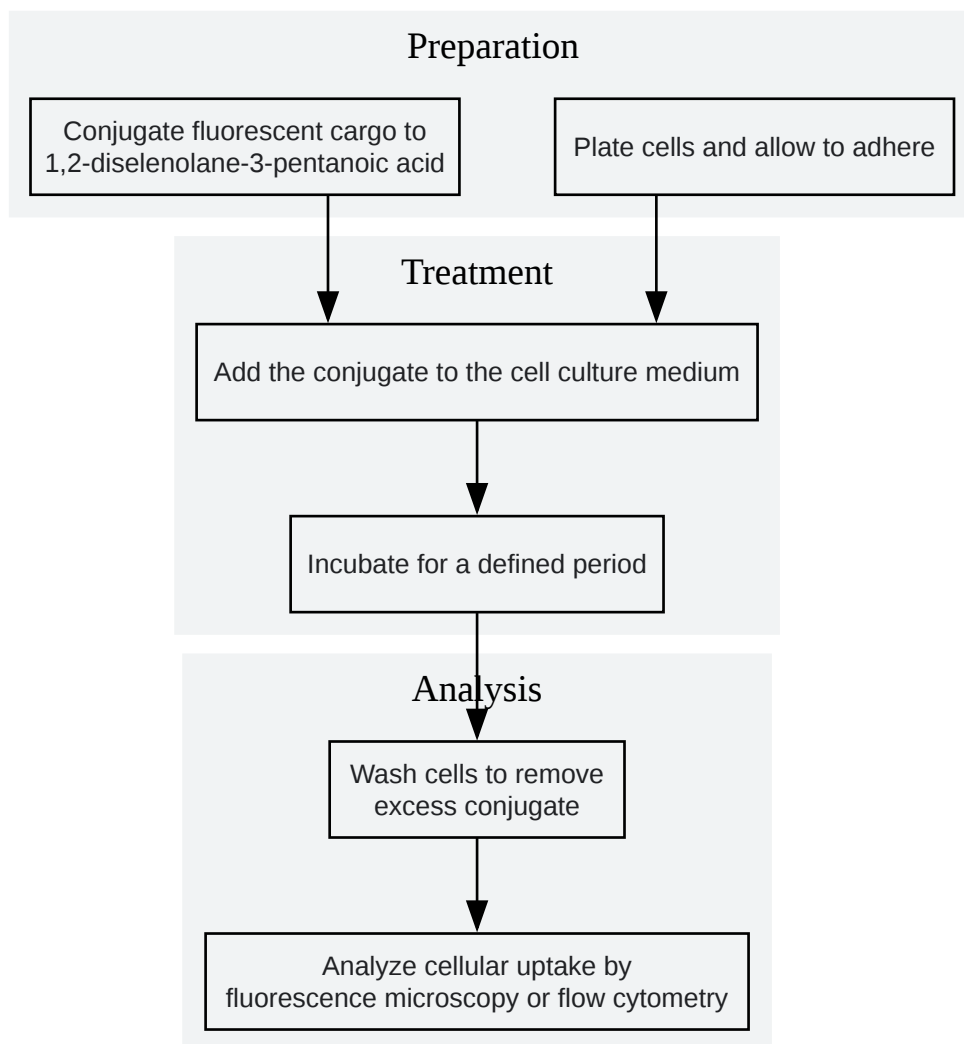 Preparation
Conjugate fluorescent cargo to
1,2-diselenolane-3-pentanoic acid
Plate cells and allow to adhere
Treatment
Add the conjugate to the cell culture medium
Incubate for a defined period
Analysis
Wash cells to remove
excess conjugate
Analyze cellular uptake by
fluorescence microscopy or flow cytometry